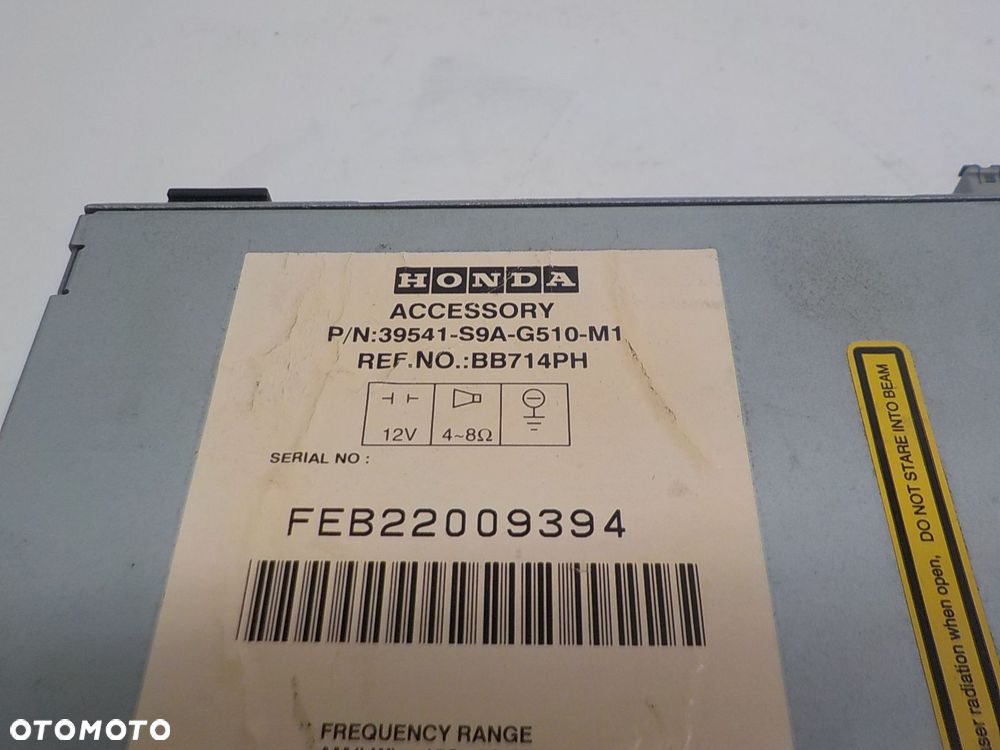 HONDA
ACCESSORY
P/N:39541-S9A-G510-M1
REF.NO.:BB714PH
12V
4~8Ω
SERIAL NO :
FEB22009394
FREQUENCY RANGE
radiation when open, DO NOT STARE INTO BEAM
OTOMOTO